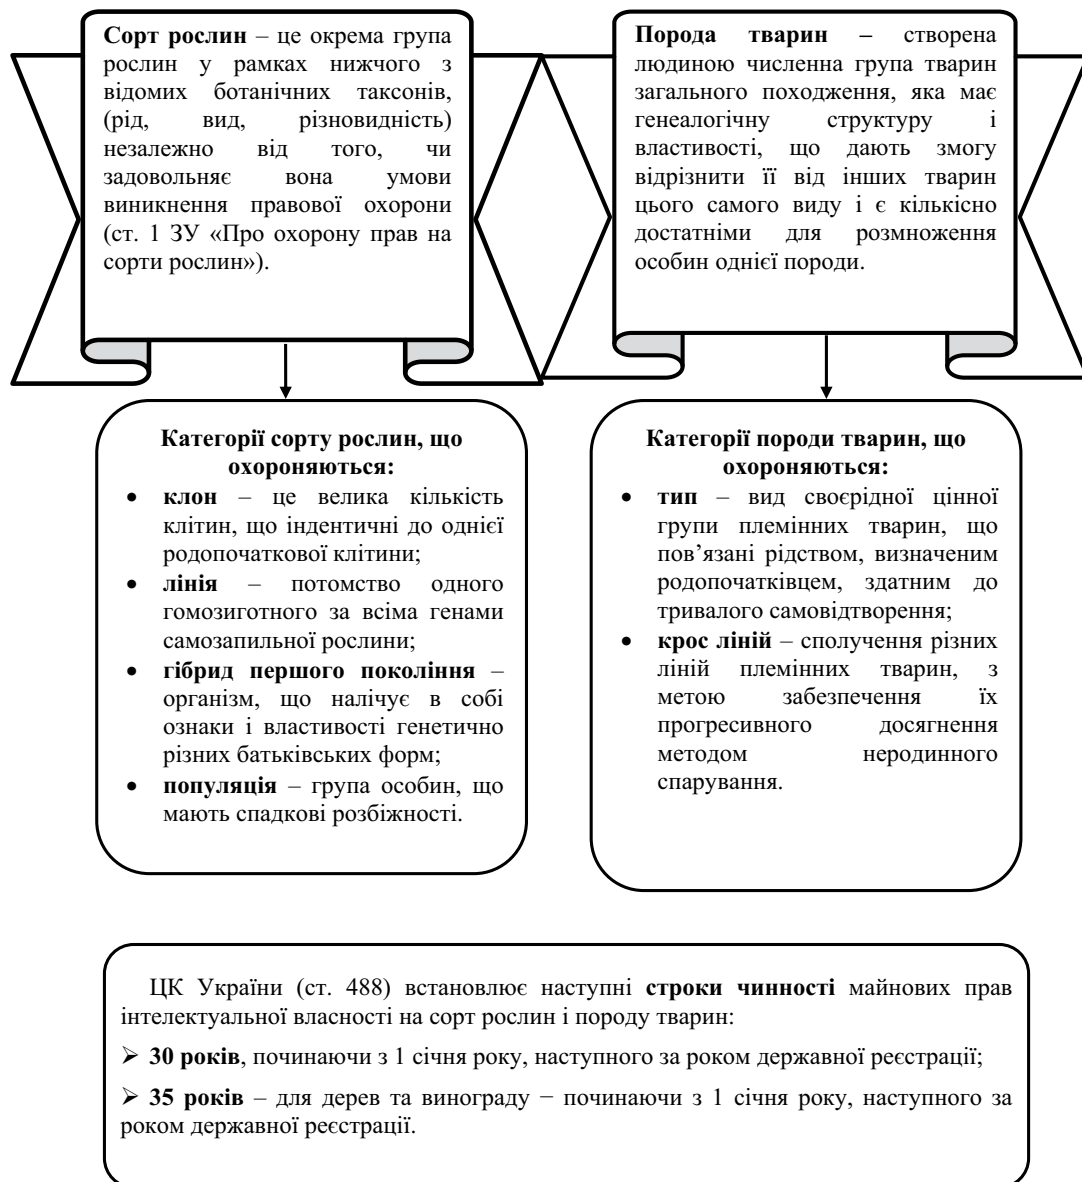 Сорт рослин – це окрема група
рослин у рамках нижчого з
відомих ботанічних таксонів,
(рід, вид, різновидність)
незалежно від того, чи
задовольняє вона умови
виникнення правової охорони
(ст. 1 ЗУ «Про охорону прав на
сорти рослин»).
Порода тварин – створена
людиною численна група тварин
загального походження, яка має
генеалогічну структуру і
властивості, що дають змогу
відрізнити її від інших тварин
цього самого виду і є кількісно
достатніми для розмноження
особин однієї породи.
Категорії сорту рослин, що
охороняються:
• клон – це велика кількість
клітин, що індентичні до однієї
родопочаткової клітини;
• лінія – потомство одного
гомозиготного за всіма генами
самозапильної рослини;
• гібрид першого покоління –
організм, що налічує в собі
ознаки і властивості генетично
різних батьківських форм;
• популяція – група особин, що
мають спадкові розбіжності.
Категорії породи тварин, що
охороняються:
• тип – вид своєрідної цінної
групи племінних тварин, що
пов’язані рідством, визначеним
родопочатківцем, здатним до
тривалого самовідтворення;
• крос ліній – сполучення різних
ліній племінних тварин, з
метою забезпечення їх
прогресивного досягнення
методом неродинного
спарування.
ЦК України (ст. 488) встановлює наступні строки чинності майнових прав
інтелектуальної власності на сорт рослин і породу тварин:
➢ 30 років, починаючи з 1 січня року, наступного за роком державної реєстрації;
➢ 35 років – для дерев та винограду − починаючи з 1 січня року, наступного за
роком державної реєстрації.